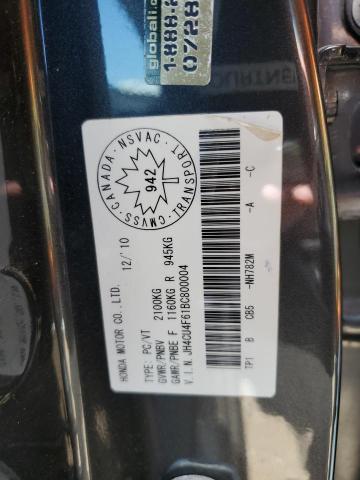 globali.c
1-888-2
0728
CANADA · NSVAC ·
TRANSPORT · CMVSS ·
942
HONDA MOTOR CO., LTD. 12/'10
TYPE: PC/VT
GVWR/PNBV 2100KG
GAWR/PNBE F 1160KG R 945KG
V.I.N. JH4CU4F61BC800004
TP1 B CB5 -NH782M -A -C